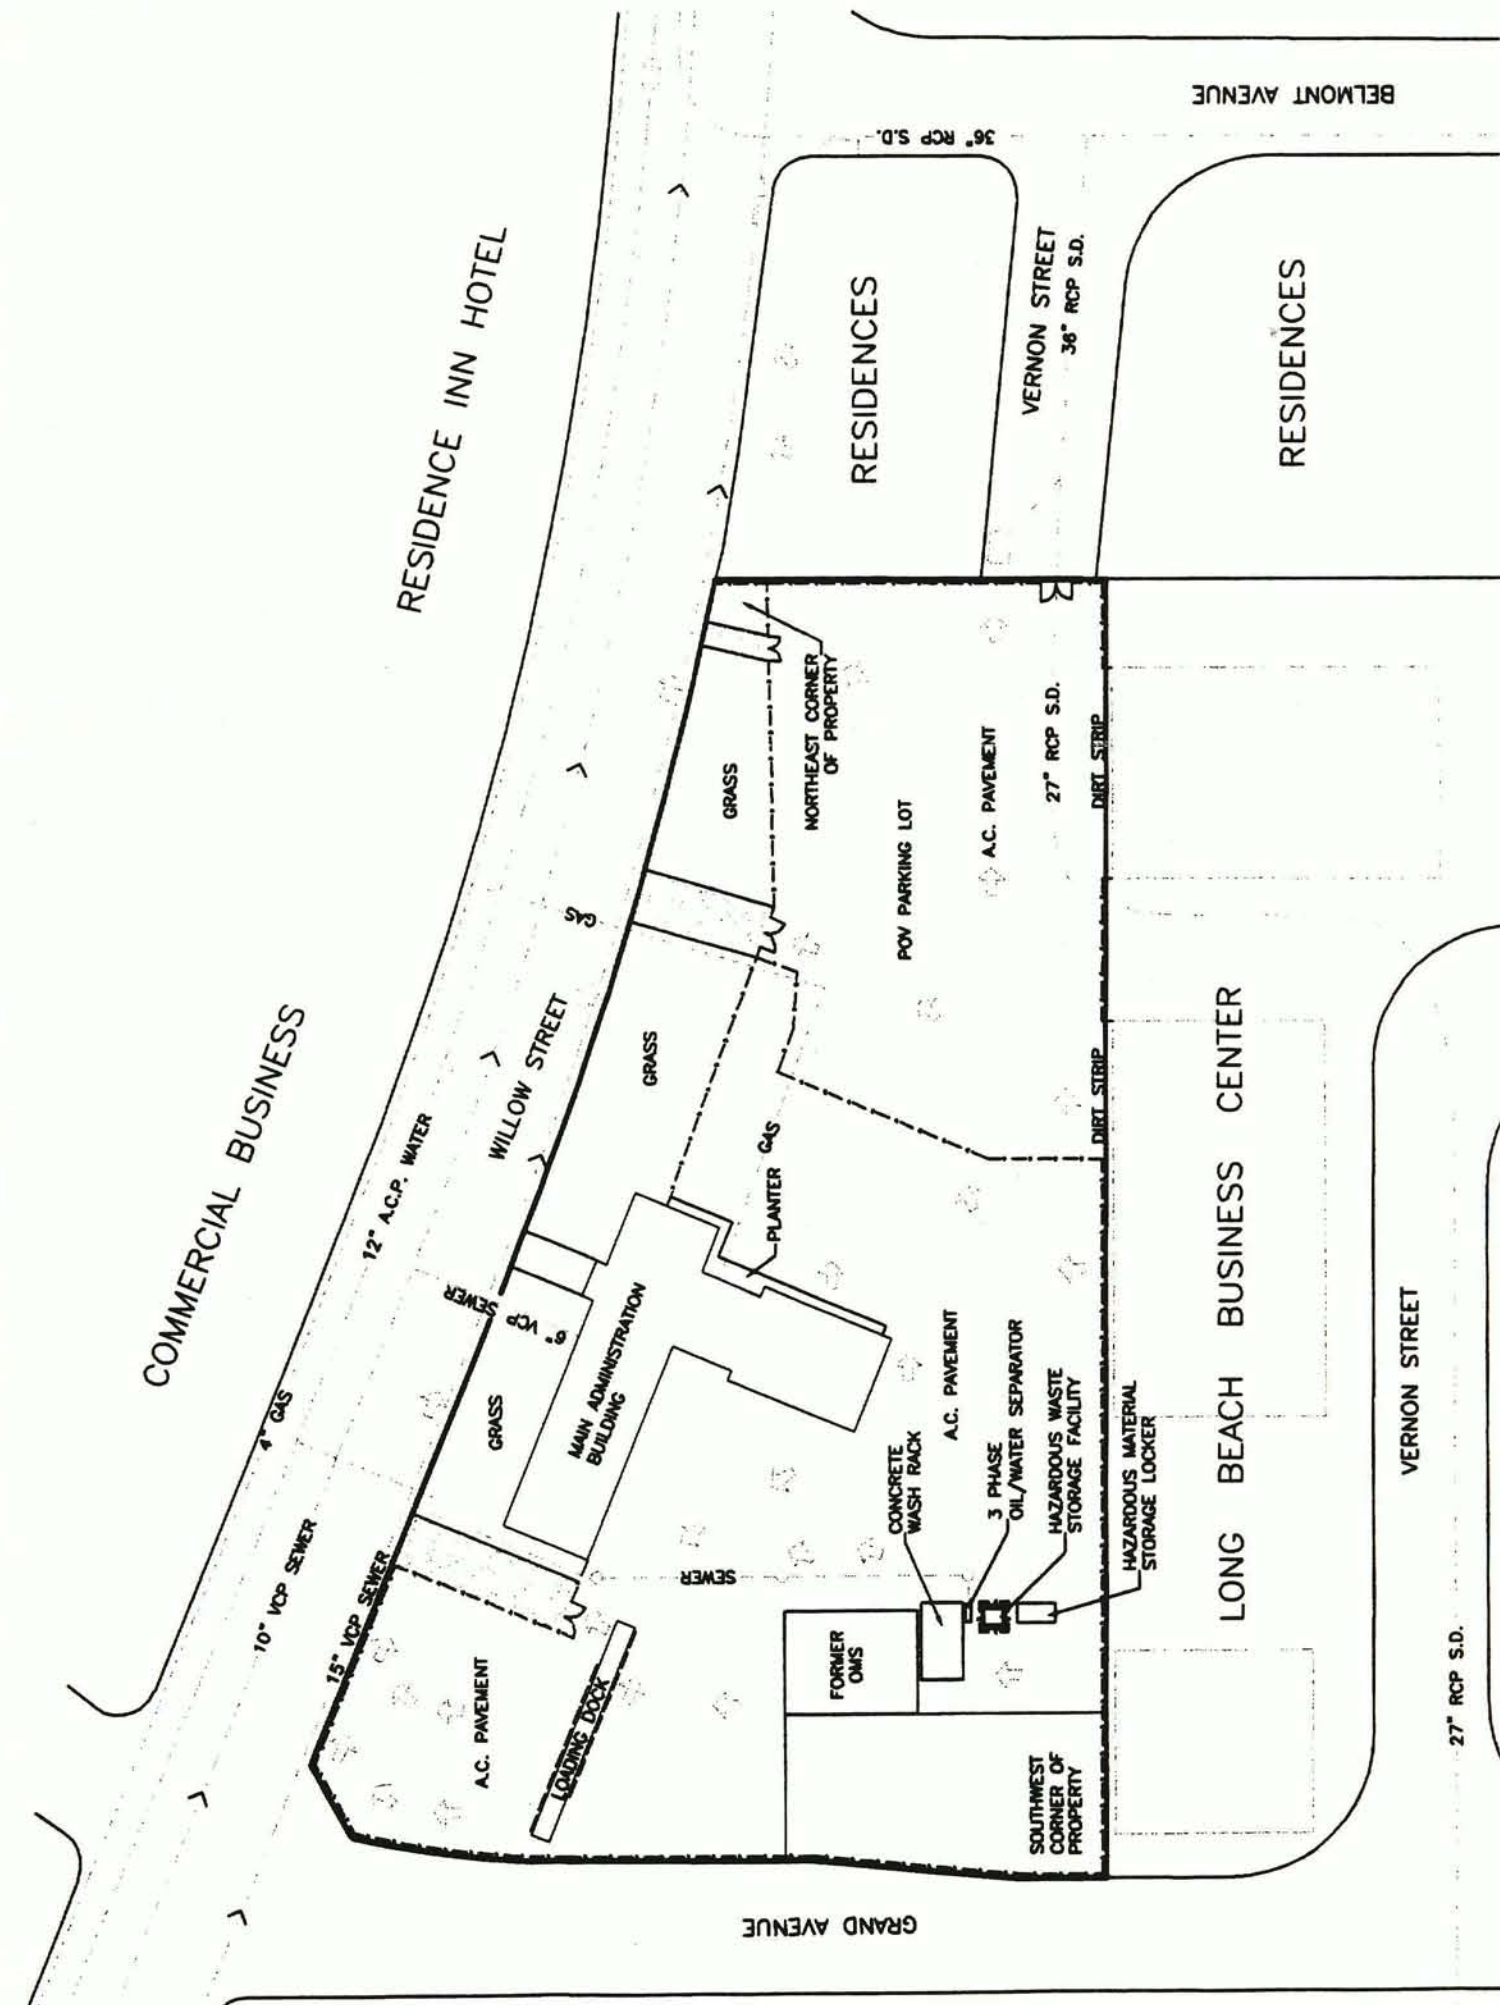 COMMERCIAL BUSINESS
RESIDENCE INN HOTEL
4" GAS
12" A.C.P. WATER
10" VCP SEWER
15" VCP SEWER
WILLOW STREET
SEWER
6" VCP
GAS
GRASS
GRASS
GRASS
MAIN ADMINISTRATION
BUILDING
A.C. PAVEMENT
LOADING DOCK
SEWER
PLANTER
GAS
NORTHEAST CORNER
OF PROPERTY
POV PARKING LOT
A.C. PAVEMENT
27" RCP S.D.
DIRT STRIP
DIRT STRIP
FORMER
OMS
CONCRETE
WASH RACK
A.C. PAVEMENT
3 PHASE
OIL/WATER SEPARATOR
HAZARDOUS WASTE
STORAGE FACILITY
HAZARDOUS MATERIAL
STORAGE LOCKER
SOUTHWEST
CORNER OF
PROPERTY
GRAND AVENUE
LONG BEACH BUSINESS CENTER
VERNON STREET
27" RCP S.D.
RESIDENCES
VERNON STREET
36" RCP S.D.
RESIDENCES
36" RCP S.D.
BELMONT AVENUE